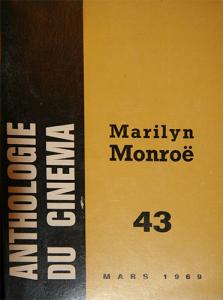 ANTHOLOGIE
DU CINEMA
Marilyn
Monroë
43
MARS 1969